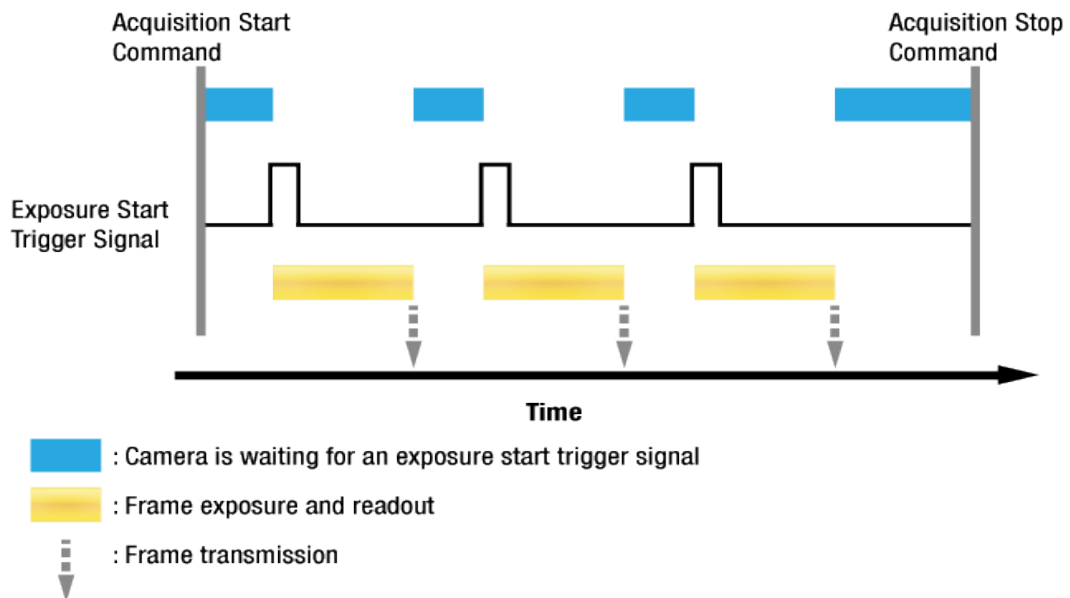 Acquisition Start
Command
Acquisition Stop
Command
Exposure Start
Trigger Signal
Time
: Camera is waiting for an exposure start trigger signal
: Frame exposure and readout
: Frame transmission